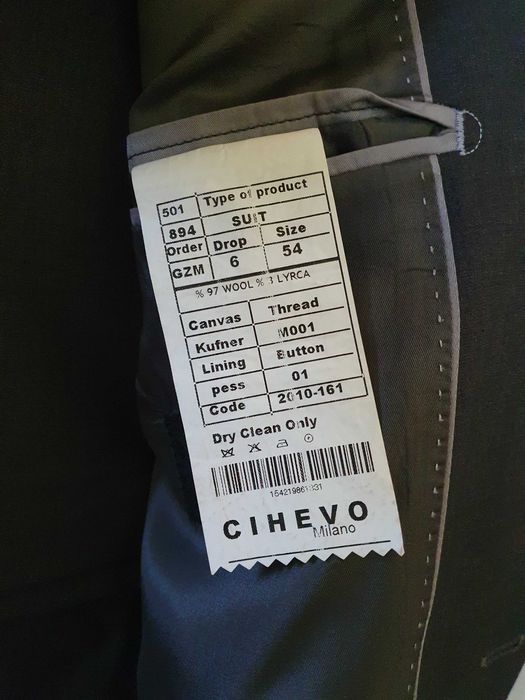 501 Type of product
894 SUIT
Order Drop Size
GZM 6 54
% 97 WOOL % 3 LYRCA
Canvas Thread
Kufner M001
Lining Button
pess 01
Code 2010-161
Dry Clean Only
CIHEVO
Milano